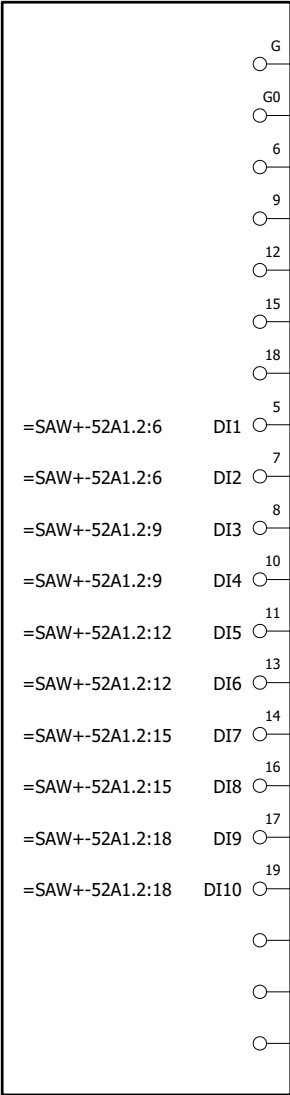 G
G0
6
9
12
15
18
=SAW+-52A1.2:6 DI1 5
=SAW+-52A1.2:6 DI2 7
=SAW+-52A1.2:9 DI3 8
=SAW+-52A1.2:9 DI4 10
=SAW+-52A1.2:12 DI5 11
=SAW+-52A1.2:12 DI6 13
=SAW+-52A1.2:15 DI7 14
=SAW+-52A1.2:15 DI8 16
=SAW+-52A1.2:18 DI9 17
=SAW+-52A1.2:18 DI10 19